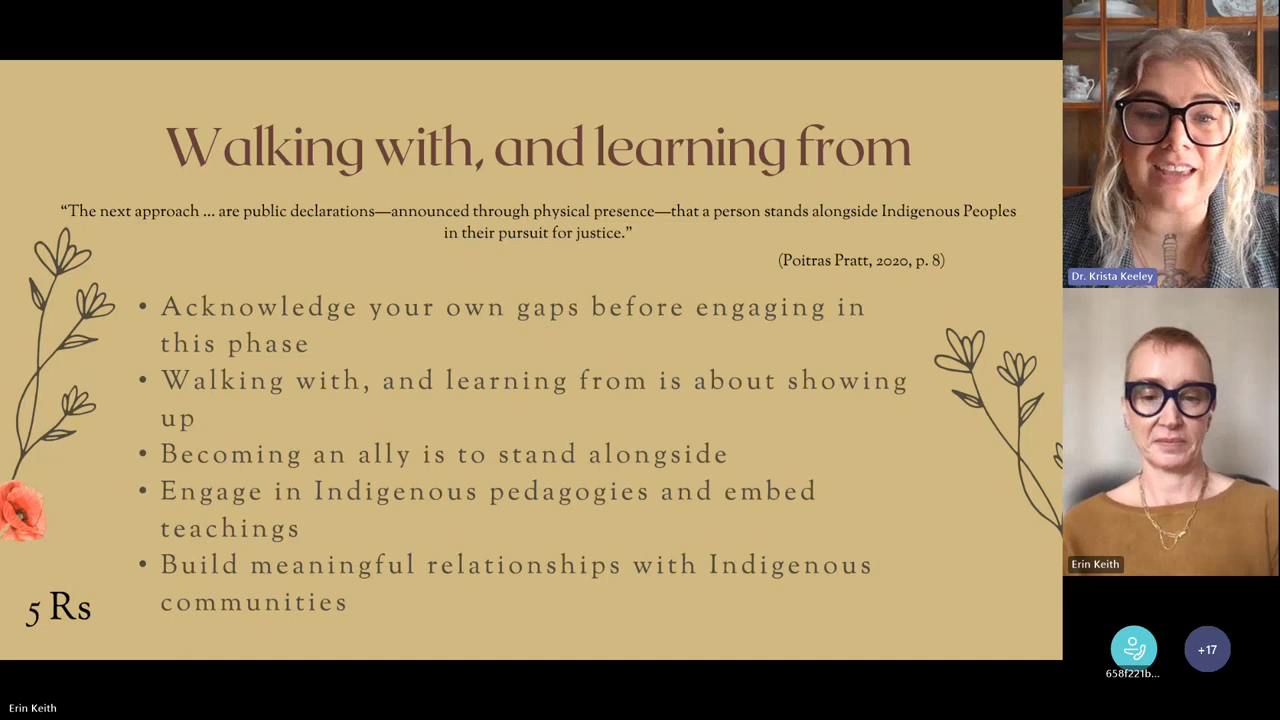 Walking with, and learning from
“The next approach ... are public declarations—announced through physical presence—that a person stands alongside Indigenous Peoples
in their pursuit for justice.”
(Poitras Pratt, 2020, p. 8)
• Acknowledge your own gaps before engaging in
this phase
• Walking with, and learning from is about showing
up
• Becoming an ally is to stand alongside
• Engage in Indigenous pedagogies and embed
teachings
• Build meaningful relationships with Indigenous
communities
5 Rs
Dr. Krista Keeley
Erin Keith
658f221b...
+17
Erin Keith